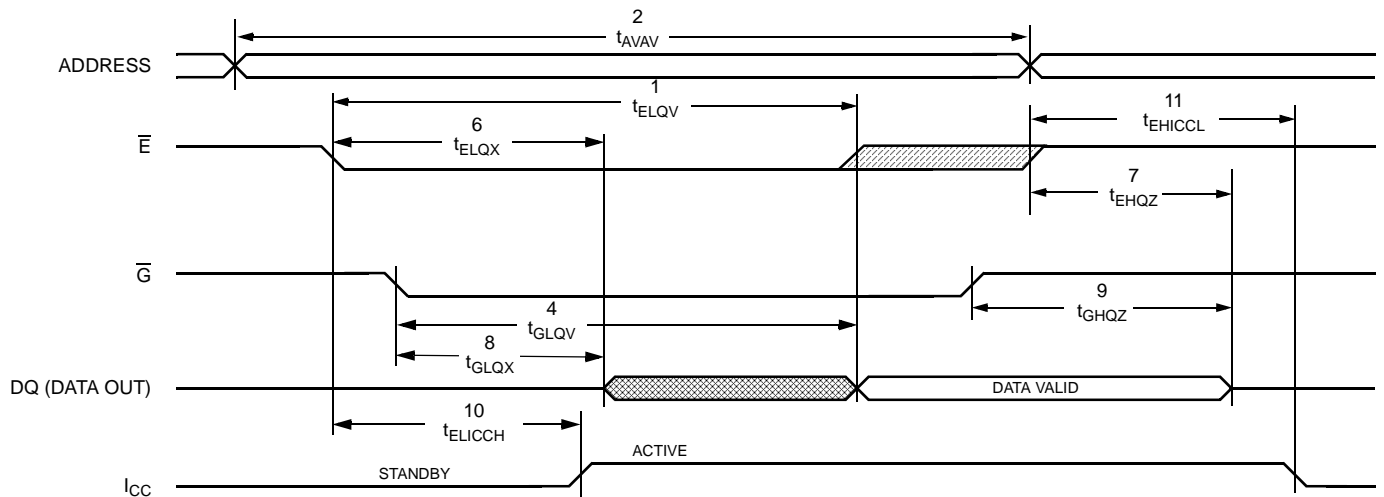 2
tAVAV
ADDRESS
1
tELQV
11
tEHICCL
6
tELQX
E̅
7
tEHQZ
G̅
9
tGHQZ
4
tGLQV
8
tGLQX
DQ (DATA OUT)
DATA VALID
10
tELICCH
ACTIVE
STANDBY
ICC